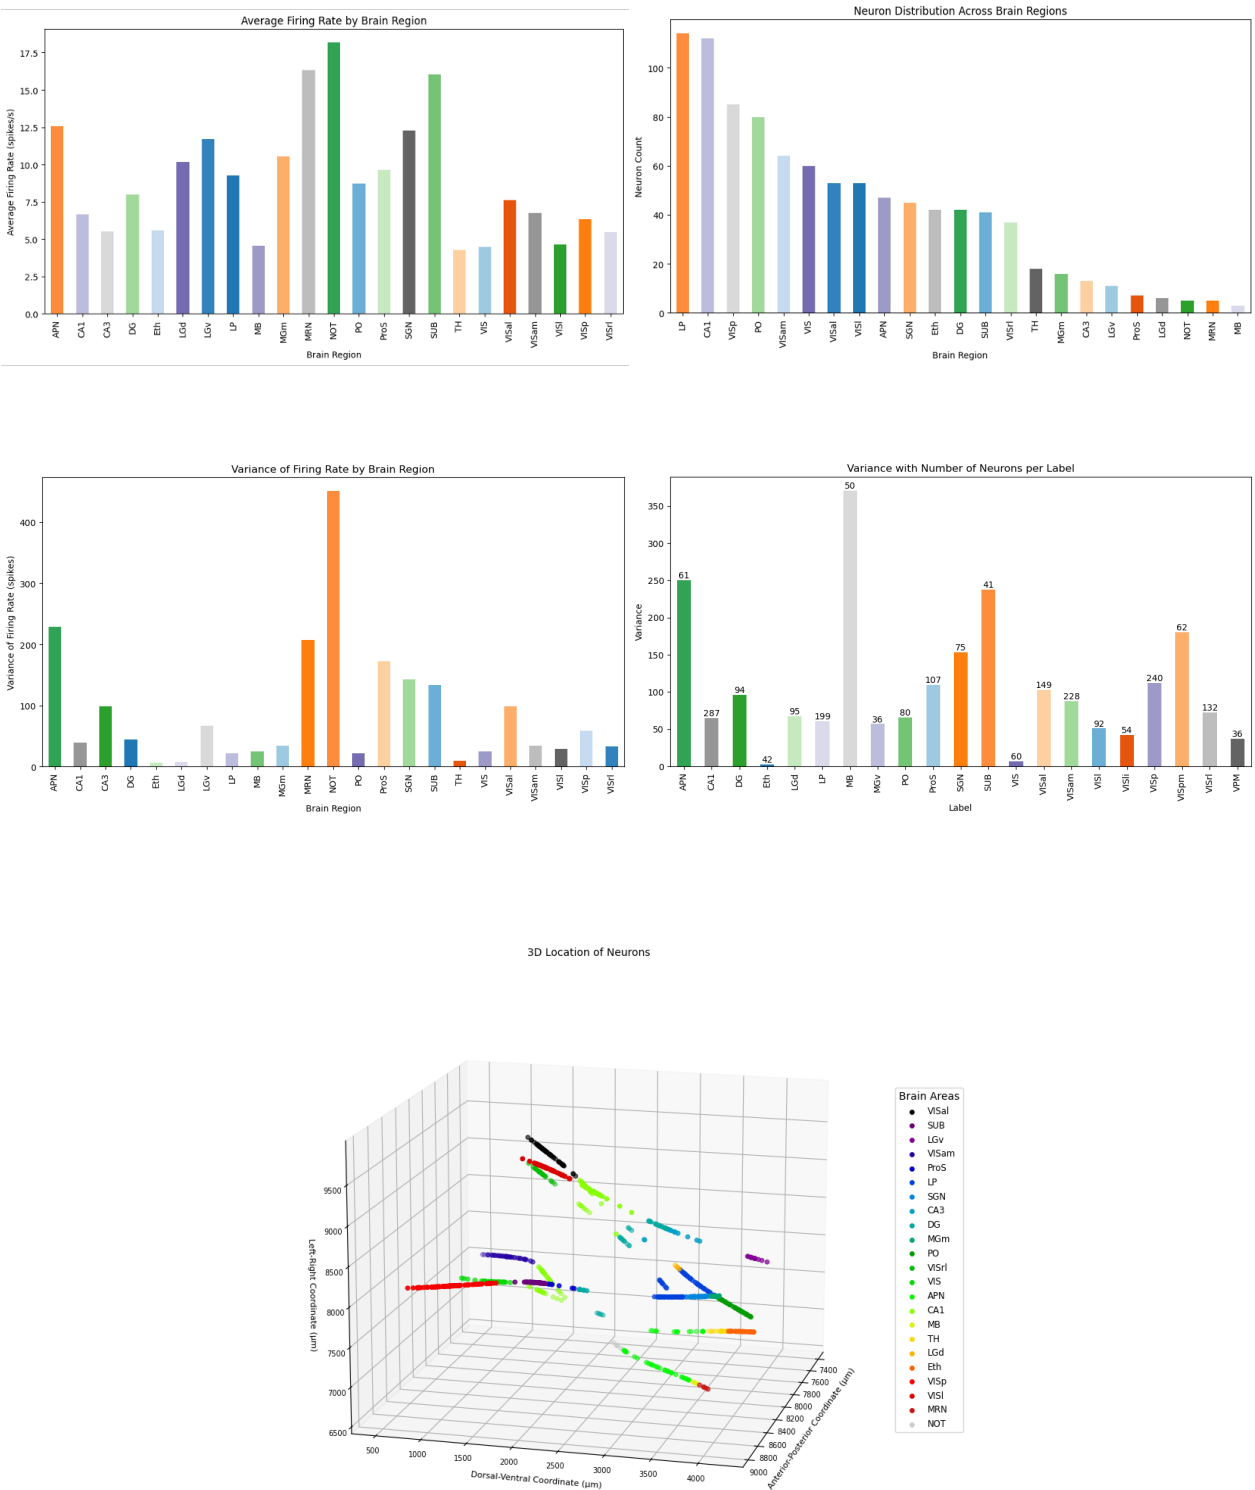 Average Firing Rate by Brain Region
Average Firing Rate (spikes/s)
17.5
15.0
12.5
10.0
7.5
5.0
2.5
0.0
APN CA1 CA3 DG Eth LGd LGv LP MB MGm MRN NOT PO ProS SGN SUB TH VIS VISal VISam VISl VISp VISrl
Brain Region
Neuron Distribution Across Brain Regions
Neuron Count
100
80
60
40
20
0
LP CA1 VISp PO VISam VIS VISal VISl APN SGN Eth DG SUB VISrl TH MGm CA3 LGv ProS LGd NOT MRN MB
Brain Region
Variance of Firing Rate by Brain Region
Variance of Firing Rate (spikes)
400
300
200
100
0
APN CA1 CA3 DG Eth LGd LGv LP MB MGm MRN NOT PO ProS SGN SUB TH VIS VISal VISam VISl VISp VISrl
Brain Region
Variance with Number of Neurons per Label
Variance
350
300
250
200
150
100
50
0
61 287 94 42 95 199 50 36 80 107 75 41 60 149 228 92 54 240 62 132 36
APN CA1 DG Eth LGd LP MB MGv PO ProS SGN SUB VIS VISal VISam VISl VISli VISp VISpm VISrl VPM
Label
3D Location of Neurons
Left-Right Coordinate (μm)
9500
9000
8500
8000
7500
7000
6500
500 1000 1500 2000 2500 3000 3500 4000
Dorsal-Ventral Coordinate (μm)
7400
7600
7800
8000
8200
8400
8600
8800
9000
Anterior-Posterior Coordinate (μm)
Brain Areas
VISal
SUB
LGv
VISam
ProS
LP
SGN
CA3
DG
MGm
PO
VISrl
VIS
APN
CA1
MB
TH
LGd
Eth
VISp
VISl
MRN
NOT